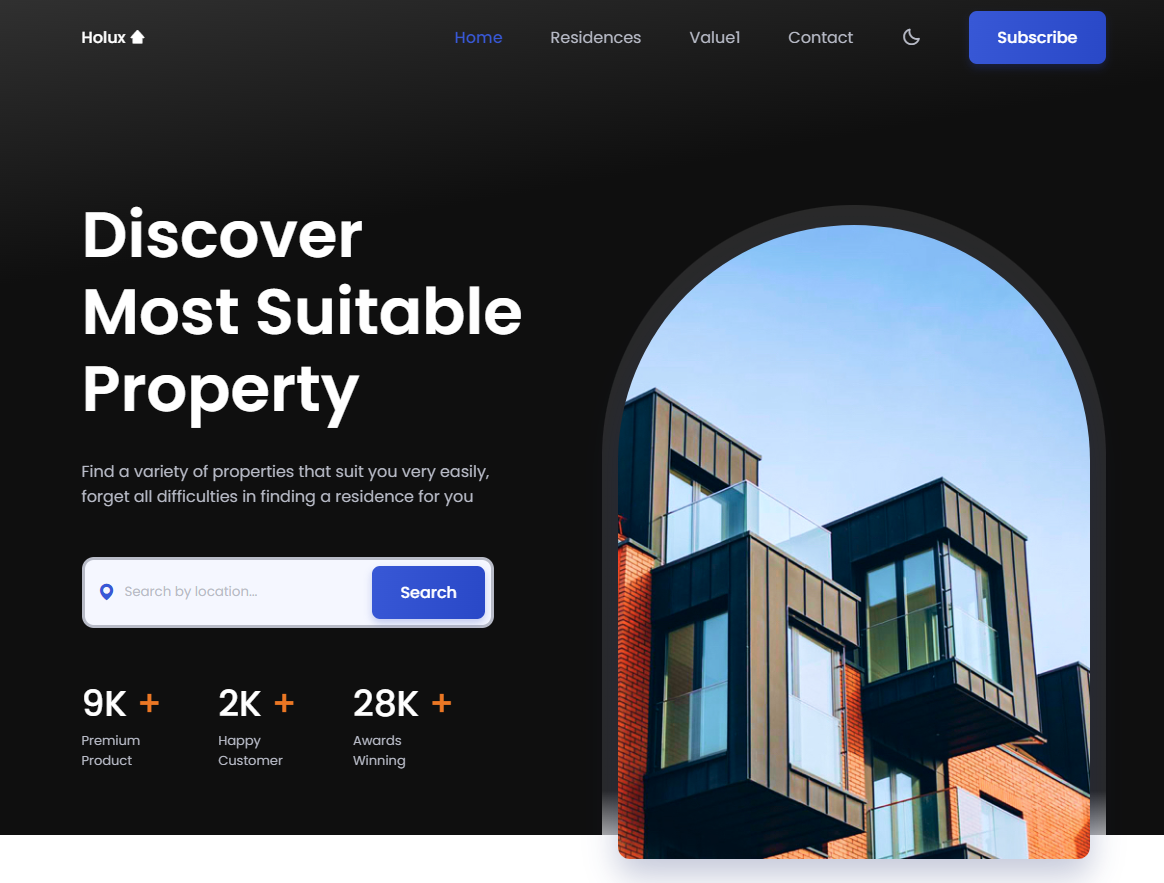 Holux
Home
Residences
Value1
Contact
Subscribe
Discover
Most Suitable
Property
Find a variety of properties that suit you very easily,
forget all difficulties in finding a residence for you
Search by location...
Search
9K +
2K +
28K +
Premium
Product
Happy
Customer
Awards
Winning